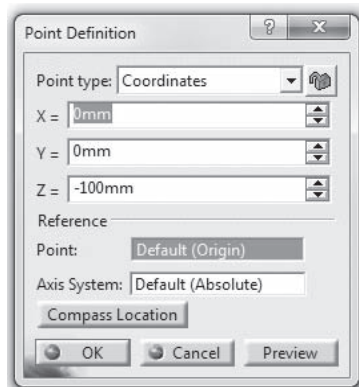 Point Definition
? X
Point type: Coordinates
X = 0mm
Y = 0mm
Z = -100mm
Reference
Point: Default (Origin)
Axis System: Default (Absolute)
Compass Location
OK Cancel Preview